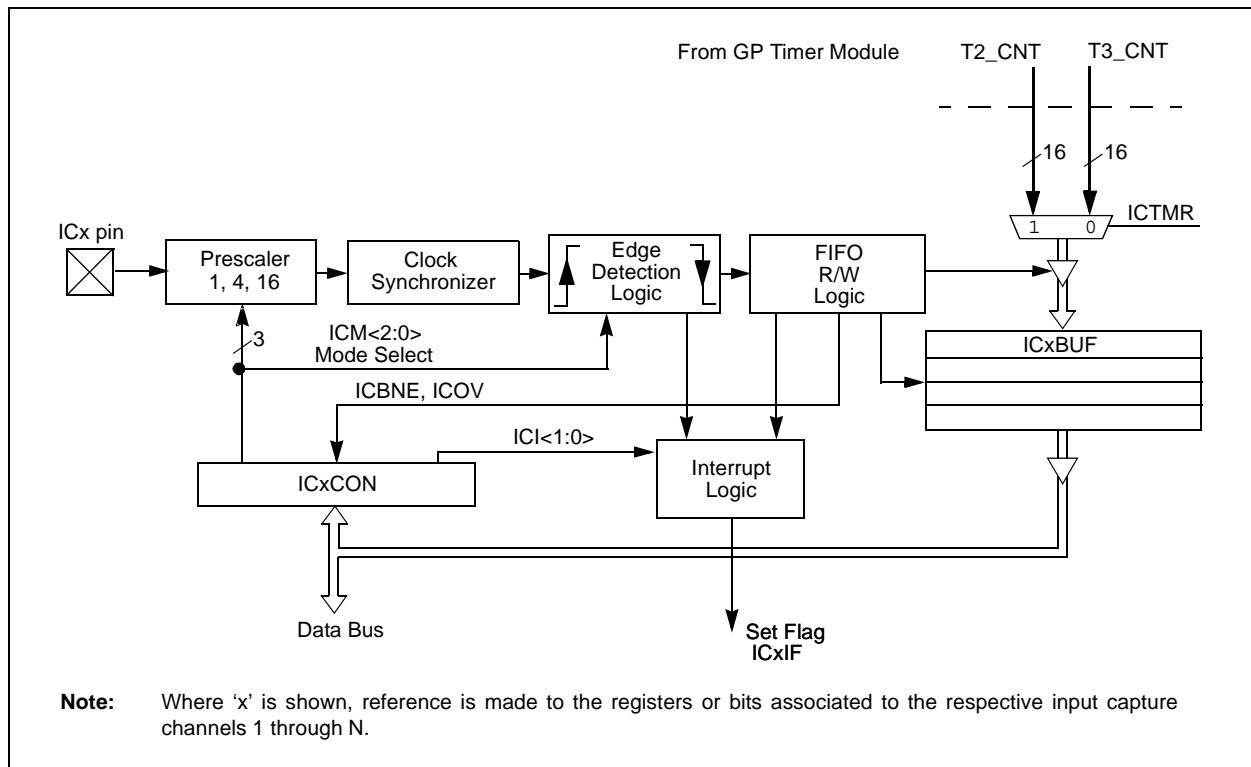 From GP Timer Module T2_CNT T3_CNT
16 16
ICx pin
ICTMR
1 0
Prescaler
1, 4, 16
Clock
Synchronizer
Edge
Detection
Logic
FIFO
R/W
Logic
3
ICM<2:0>
Mode Select
ICxBUF
ICBNE, ICOV
ICI<1:0>
Interrupt
Logic
ICxCON
Data Bus
Set Flag
ICxIF
Note: Where ‘x’ is shown, reference is made to the registers or bits associated to the respective input capture
channels 1 through N.